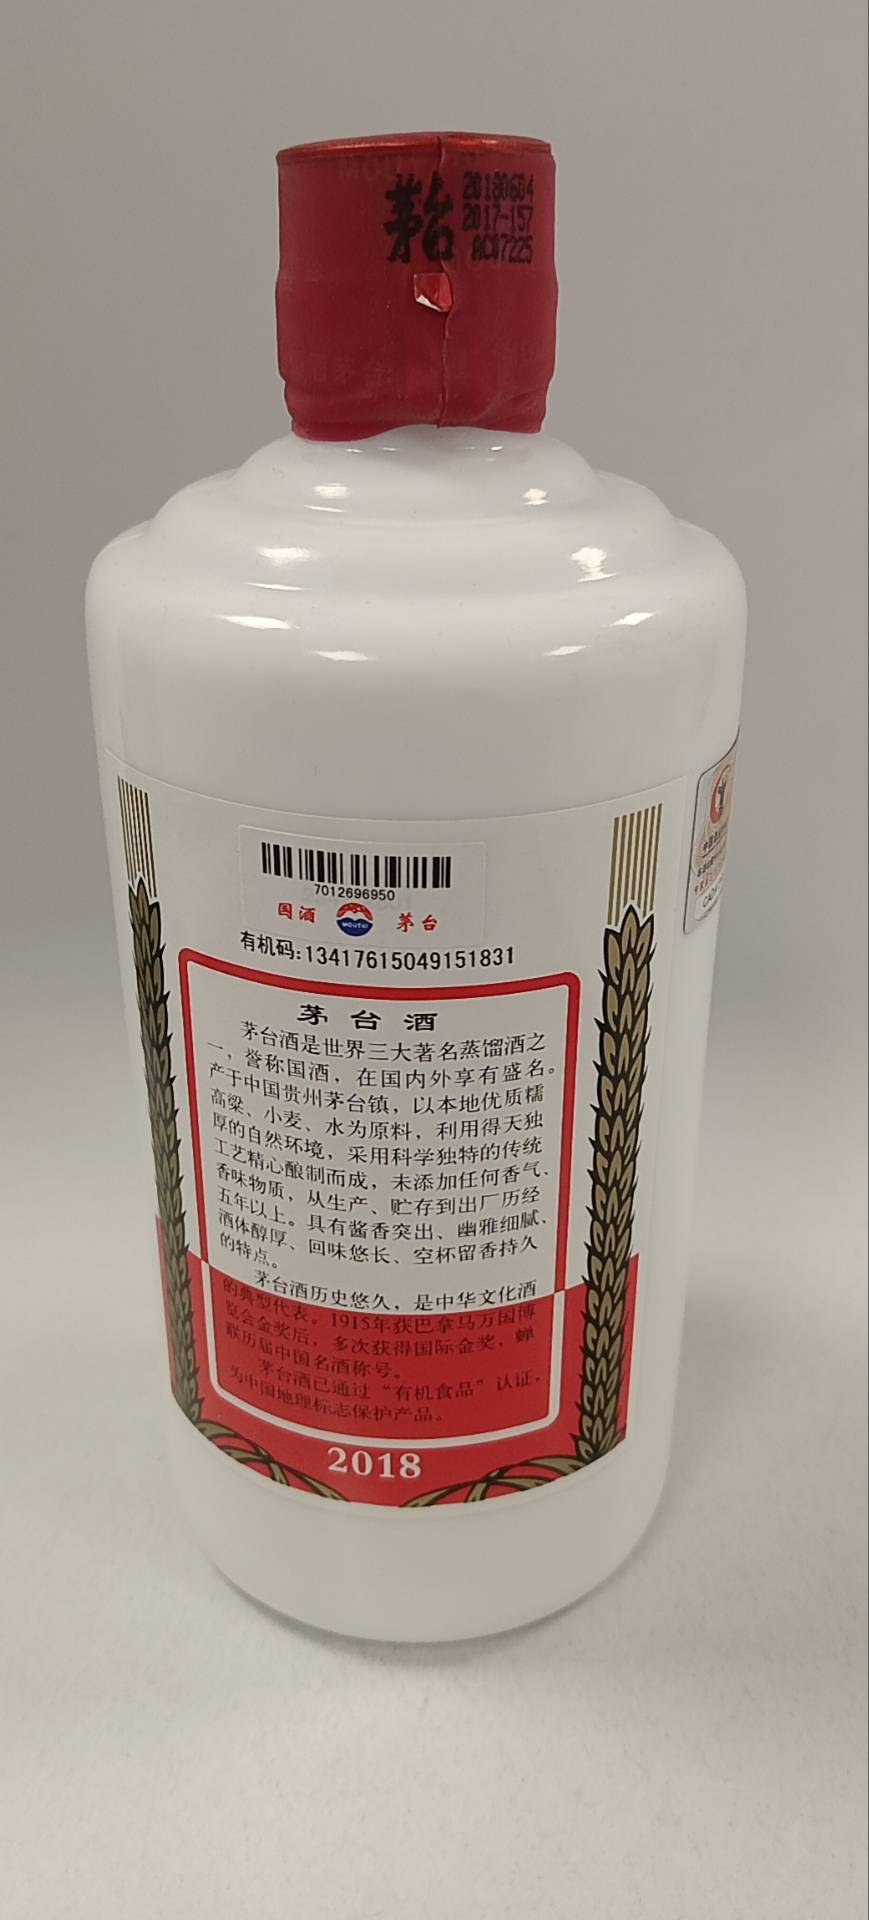 茅台
20180604
2017-157
AC07225
7012696950
国酒
MOUTAI
茅台
有机码:13417615049151831
茅台酒
茅台酒是世界三大著名蒸馏酒之
一，誉称国酒，在国内外享有盛名。
产于中国贵州茅台镇，以本地优质糯
高粱、小麦、水为原料，利用得天独
厚的自然环境，采用科学独特的传统
工艺精心酿制而成，未添加任何香气、
香味物质，从生产、贮存到出厂历经
五年以上。具有酱香突出、幽雅细腻、
酒体醇厚、回味悠长、空杯留香持久
的特点。
茅台酒历史悠久，是中华文化酒
的典型代表。1915年获巴拿马万国博
览会金奖后，多次获得国际金奖，蝉
联历届中国名酒称号。
茅台酒已通过“有机食品”认证，
为中国地理标志保护产品。
2018